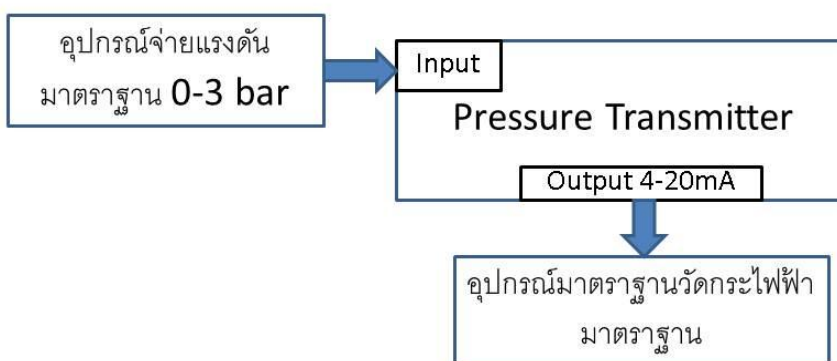 อุปกรณ์จ่ายแรงดัน
มาตราฐาน 0-3 bar
Input
Pressure Transmitter
Output 4-20mA
อุปกรณ์มาตราฐานวัดกระไฟฟ้า
มาตราฐาน